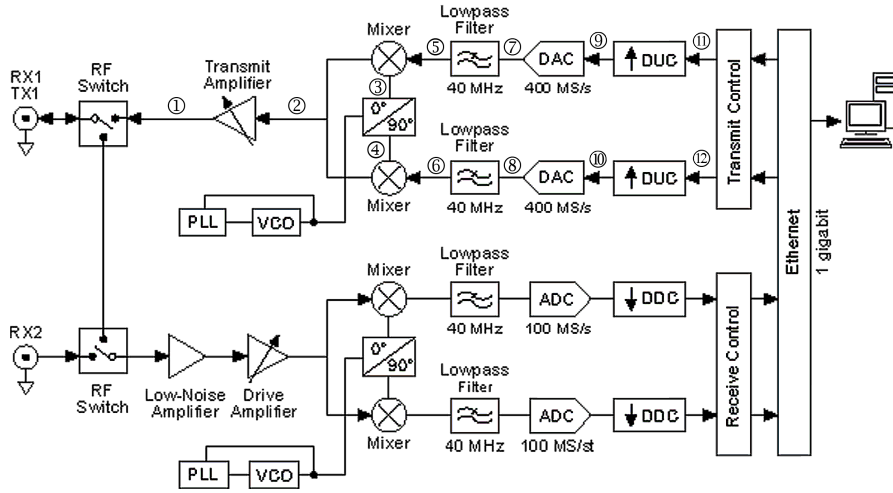 Lowpass
Filter
Mixer
⑤
⑦
⑨
⑪
DAC
DUC
40 MHz
400 MS/s
RX1
TX1
RF
Switch
①
Transmit
Amplifier
②
③
0°
90°
④
Lowpass
Filter
⑥
⑧
⑩
⑫
DAC
DUC
40 MHz
400 MS/s
Mixer
Transmit Control
PLL
VCO
Ethernet
1 gigabit
Lowpass
Filter
Mixer
ADC
DDC
40 MHz
100 MS/s
RX2
RF
Switch
Low-Noise
Amplifier
Drive
Amplifier
0°
90°
Lowpass
Filter
Mixer
ADC
DDC
40 MHz
100 MS/st
Receive Control
PLL
VCO